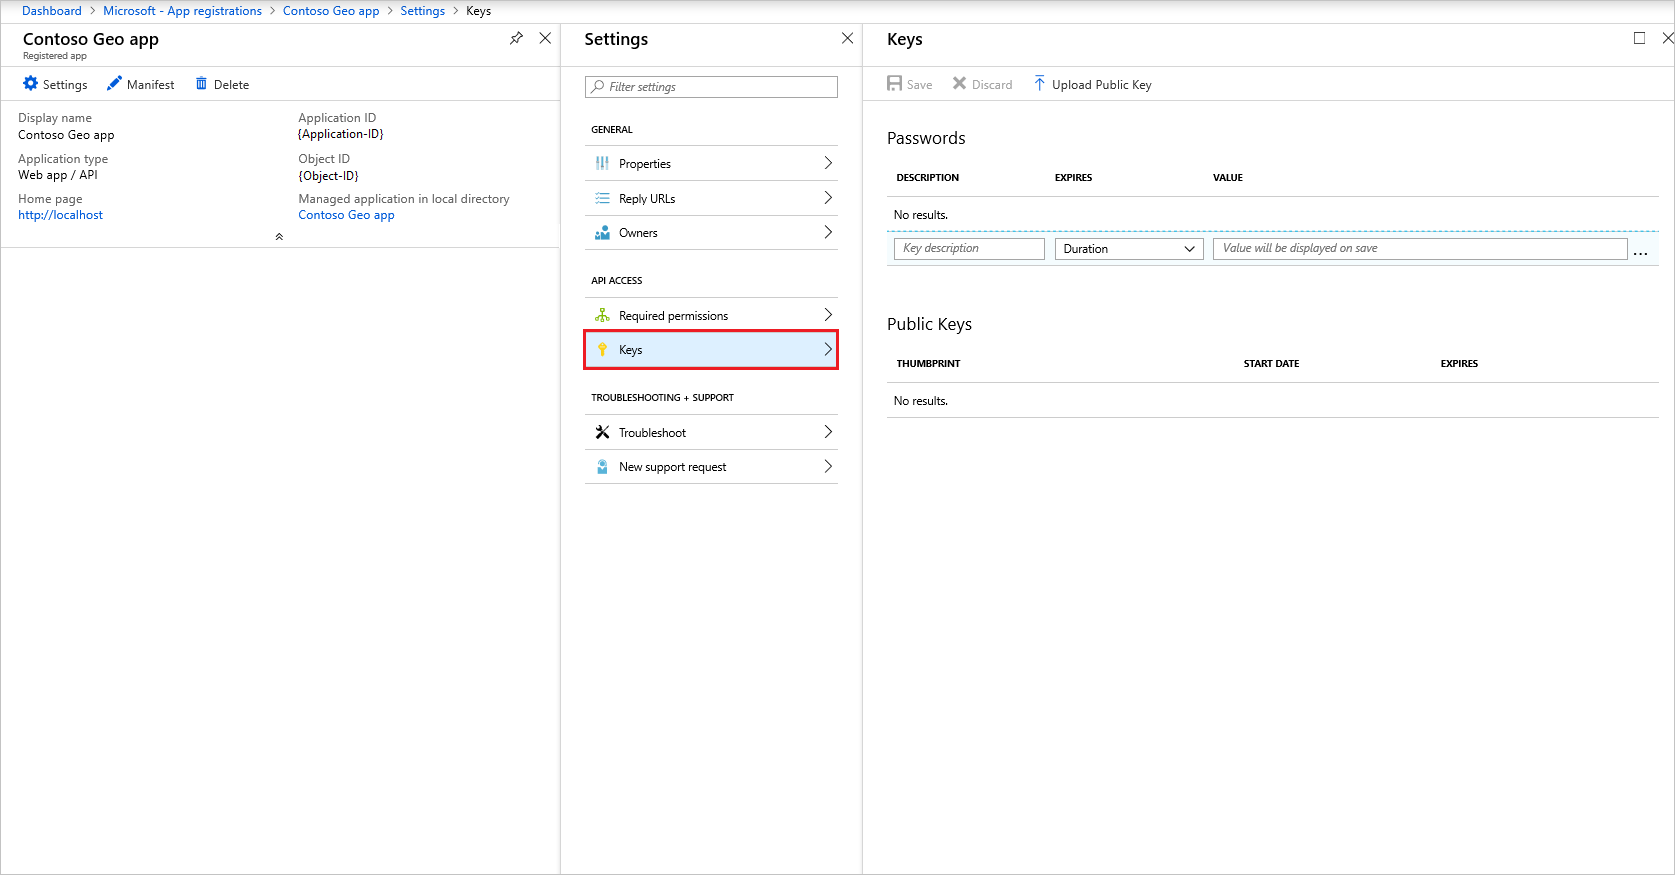 Dashboard > Microsoft - App registrations > Contoso Geo app > Settings > Keys
Contoso Geo app
Registered app
Settings
Manifest
Delete
Display name
Contoso Geo app
Application ID
{Application-ID}
Application type
Web app / API
Object ID
{Object-ID}
Home page
http://localhost
Managed application in local directory
Contoso Geo app
Settings
Filter settings
GENERAL
Properties
Reply URLs
Owners
API ACCESS
Required permissions
Keys
TROUBLESHOOTING + SUPPORT
Troubleshoot
New support request
Keys
Save
Discard
Upload Public Key
Passwords
DESCRIPTION EXPIRES VALUE
No results.
Key description Duration Value will be displayed on save ...
Public Keys
THUMBPRINT START DATE EXPIRES
No results.